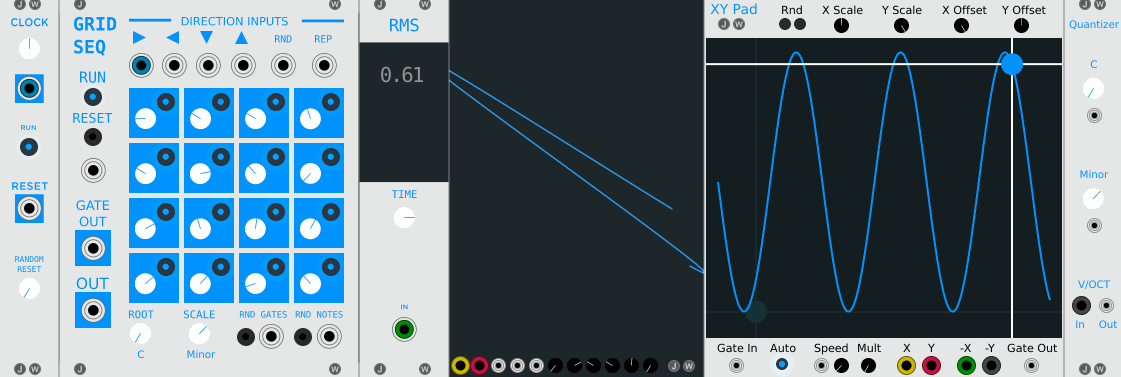 J W
CLOCK
RUN
RESET
RANDOM
RESET
J W
J W
GRID
SEQ
DIRECTION INPUTS
RND REP
RUN
RESET
GATE
OUT
OUT
ROOT SCALE RND GATES RND NOTES
C Minor
J W
J W
RMS
0.61
TIME
IN
J W
J W
XY Pad Rnd X Scale Y Scale X Offset Y Offset
J W
Gate In Auto Speed Mult X Y -X -Y Gate Out
J W
Quantizer
C
Minor
V/OCT
In Out
J W